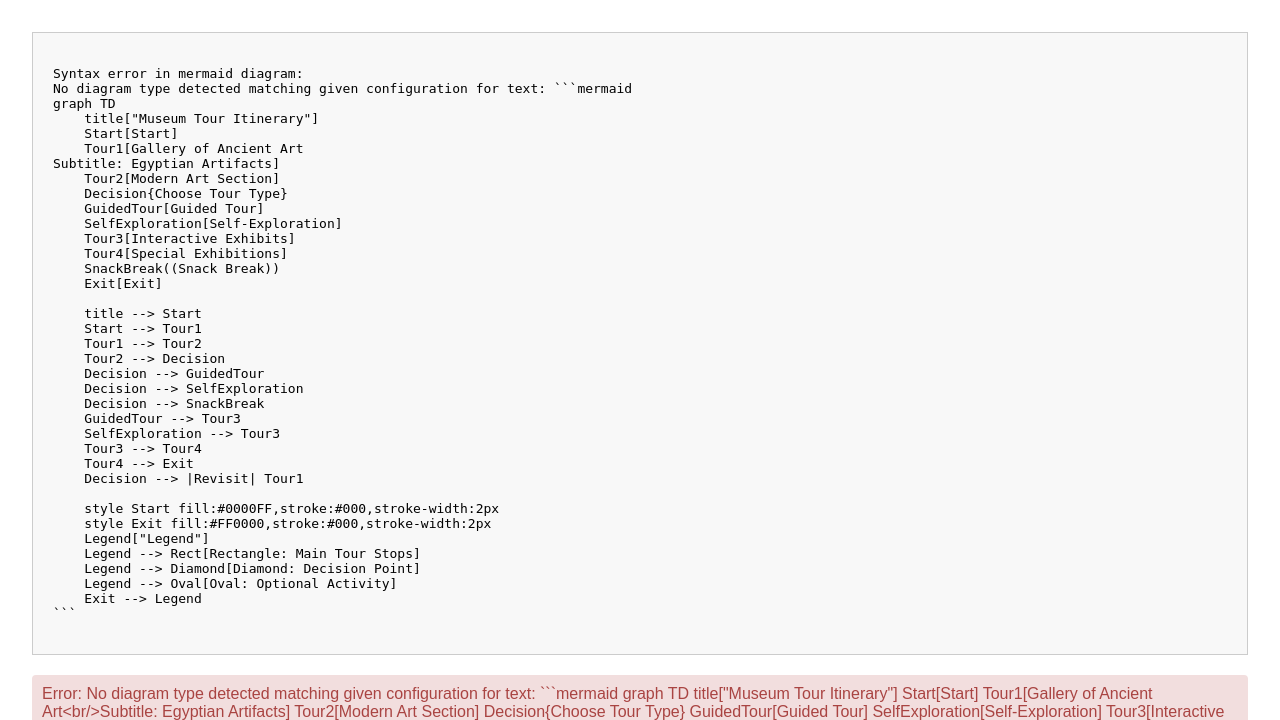 Syntax error in mermaid diagram:
No diagram type detected matching given configuration for text: ```mermaid
graph TD
    title["Museum Tour Itinerary"]
    Start[Start]
    Tour1[Gallery of Ancient Art
Subtitle: Egyptian Artifacts]
    Tour2[Modern Art Section]
    Decision{Choose Tour Type}
    GuidedTour[Guided Tour]
    SelfExploration[Self-Exploration]
    Tour3[Interactive Exhibits]
    Tour4[Special Exhibitions]
    SnackBreak((Snack Break))
    Exit[Exit]

    title --> Start
    Start --> Tour1
    Tour1 --> Tour2
    Tour2 --> Decision
    Decision --> GuidedTour
    Decision --> SelfExploration
    Decision --> SnackBreak
    GuidedTour --> Tour3
    SelfExploration --> Tour3
    Tour3 --> Tour4
    Tour4 --> Exit
    Decision --> |Revisit| Tour1

    style Start fill:#0000FF,stroke:#000,stroke-width:2px
    style Exit fill:#FF0000,stroke:#000,stroke-width:2px
    Legend["Legend"]
    Legend --> Rect[Rectangle: Main Tour Stops]
    Legend --> Diamond[Diamond: Decision Point]
    Legend --> Oval[Oval: Optional Activity]
    Exit --> Legend
```
Error: No diagram type detected matching given configuration for text: ```mermaid graph TD title["Museum Tour Itinerary"] Start[Start] Tour1[Gallery of Ancient
Art<br/>Subtitle: Egyptian Artifacts] Tour2[Modern Art Section] Decision{Choose Tour Type} GuidedTour[Guided Tour] SelfExploration[Self-Exploration] Tour3[Interactive